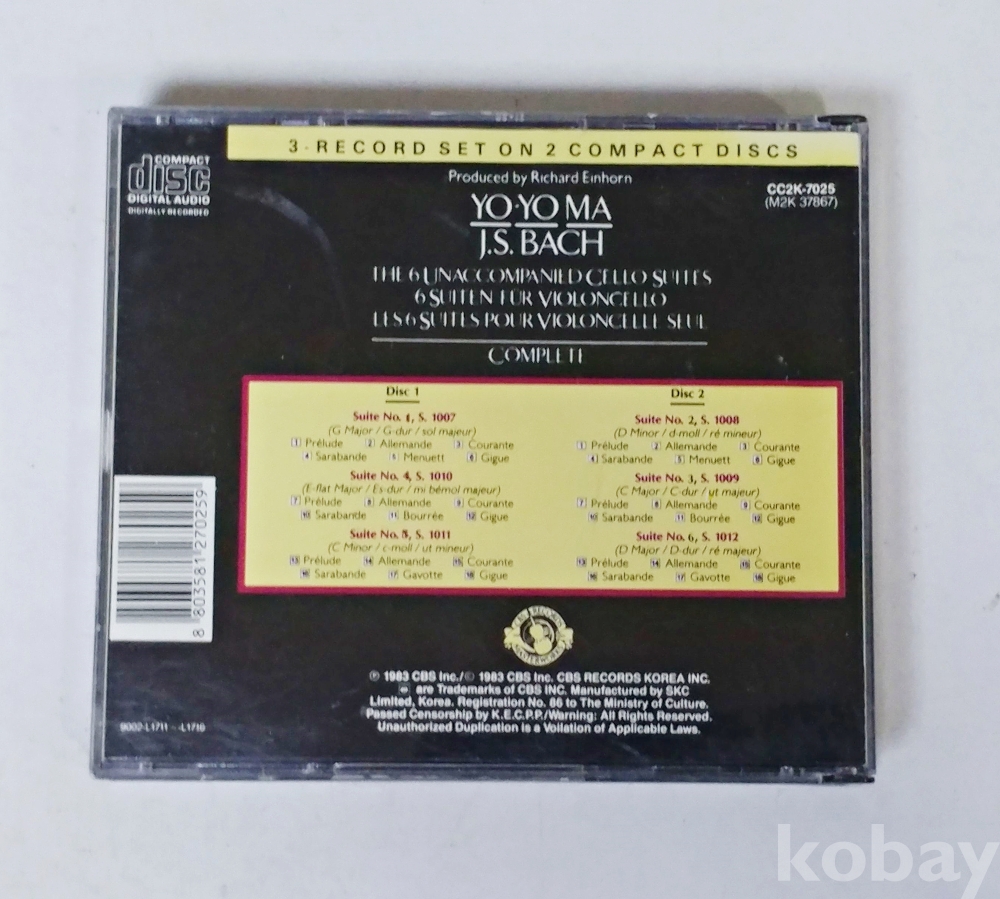 3-RECORD SET ON 2 COMPACT DISCS
COMPACT
disc
DIGITAL AUDIO
DIGITALLY RECORDED
Produced by Richard Einhorn
CC2K-7025
(M2K 37867)
YO-YO MA
J.S. BACH
THE 6 UNACCOMPANIED CELLO SUITES
6 SUITEN FÜR VIOLONCELLO
LES 6 SUITES POUR VIOLONCELLE SEUL
COMPLETE
Disc 1
Suite No. 1, S. 1007
(G Major / G-dur / sol majeur)
1 Prélude 2 Allemande 3 Courante
4 Sarabande 5 Menuett 6 Gigue
Suite No. 4, S. 1010
(E-flat Major / Es-dur / mi bémol majeur)
7 Prélude 8 Allemande 9 Courante
10 Sarabande 11 Bourrée 12 Gigue
Suite No. 5, S. 1011
(C Minor / c-moll / ut mineur)
13 Prélude 14 Allemande 15 Courante
16 Sarabande 17 Gavotte 18 Gigue
Disc 2
Suite No. 2, S. 1008
(D Minor / d-moll / ré mineur)
1 Prélude 2 Allemande 3 Courante
4 Sarabande 5 Menuett 6 Gigue
Suite No. 3, S. 1009
(C Major / C-dur / ut majeur)
7 Prélude 8 Allemande 9 Courante
10 Sarabande 11 Bourrée 12 Gigue
Suite No. 6, S. 1012
(D Major / D-dur / ré majeur)
13 Prélude 14 Allemande 15 Courante
16 Sarabande 17 Gavotte 18 Gigue
8 803581 270259
CBS RECORDS
MASTERWORKS
℗ 1983 CBS Inc./© 1983 CBS Inc. CBS RECORDS KOREA INC.
are Trademarks of CBS INC. Manufactured by SKC
Limited, Korea. Registration No. 86 to The Ministry of Culture.
Passed Censorship by K.E.C.P.P./Warning: All Rights Reserved.
Unauthorized Duplication is a Voilation of Applicable Laws.
kobay